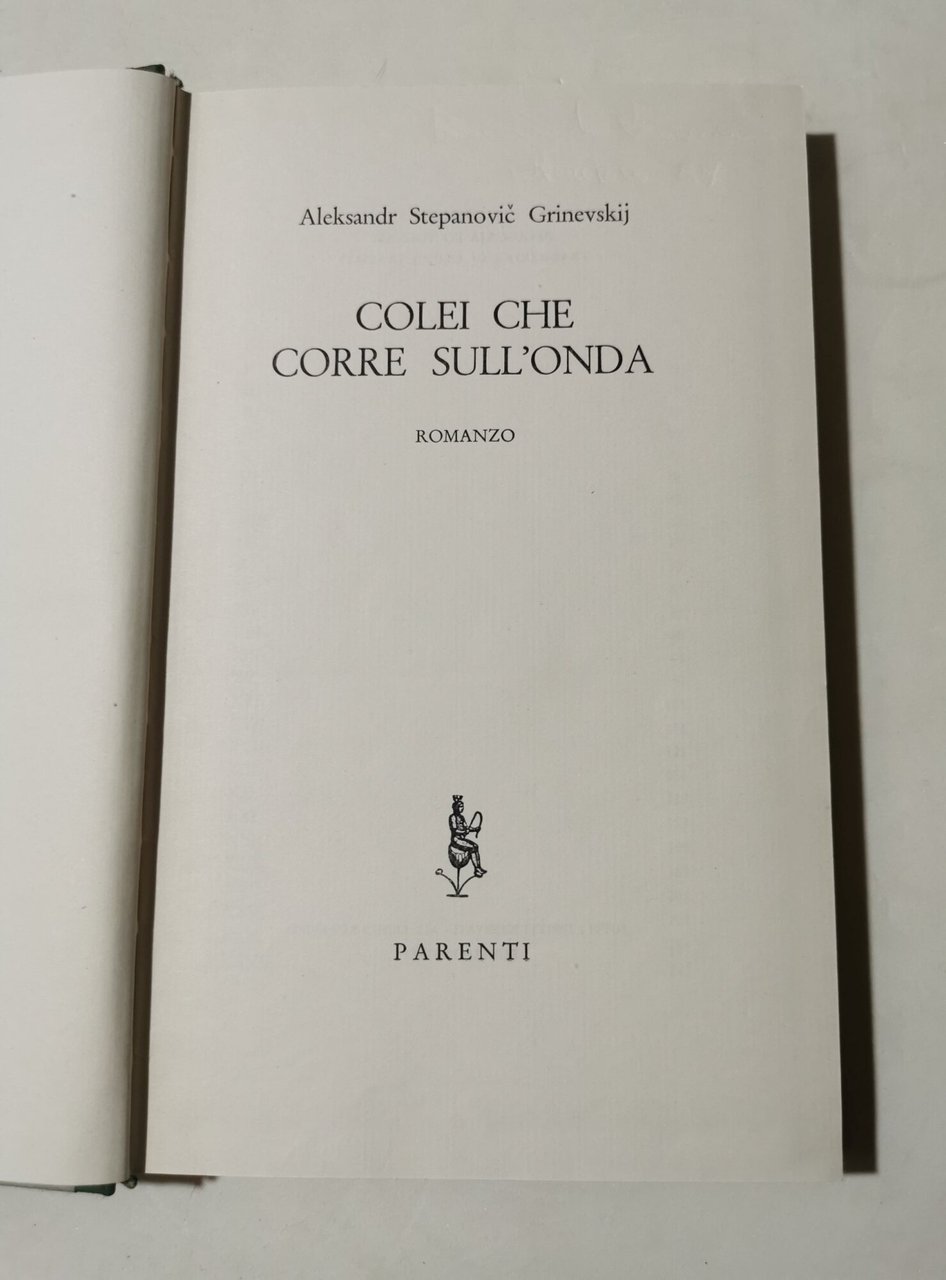 Aleksandr Stepanovič Grinevskij
COLEI CHE
CORRE SULL'ONDA
ROMANZO
PARENTI